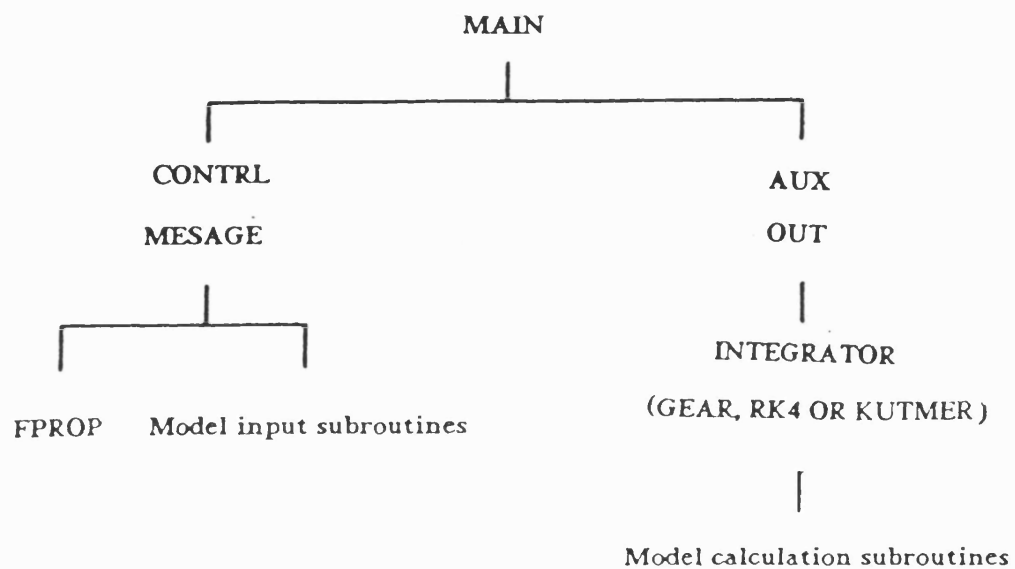 MAIN
CONTRL
AUX
MESAGE
OUT
INTEGRATOR
(GEAR, RK4 OR KUTMER)
FPROP
Model input subroutines
Model calculation subroutines